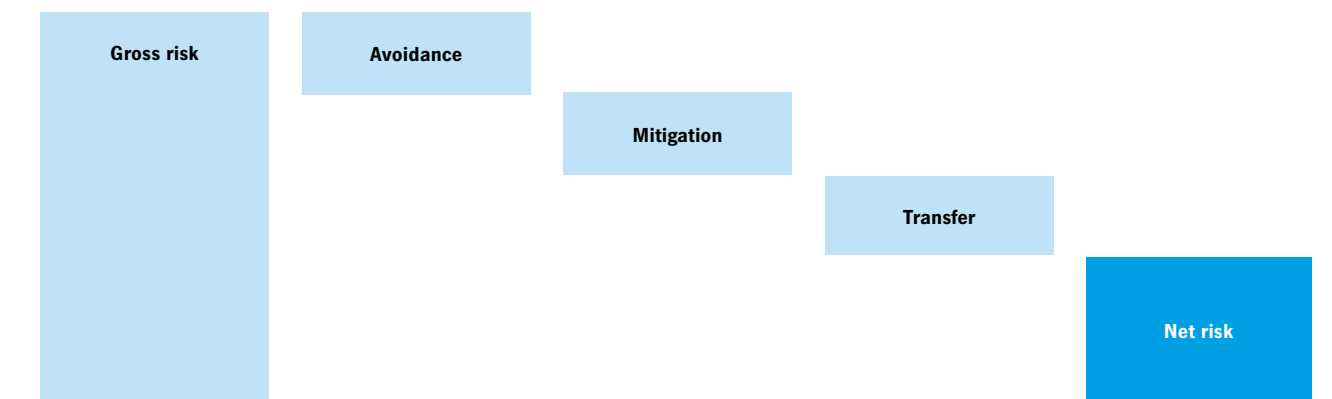 Gross risk
Avoidance
Mitigation
Transfer
Net risk